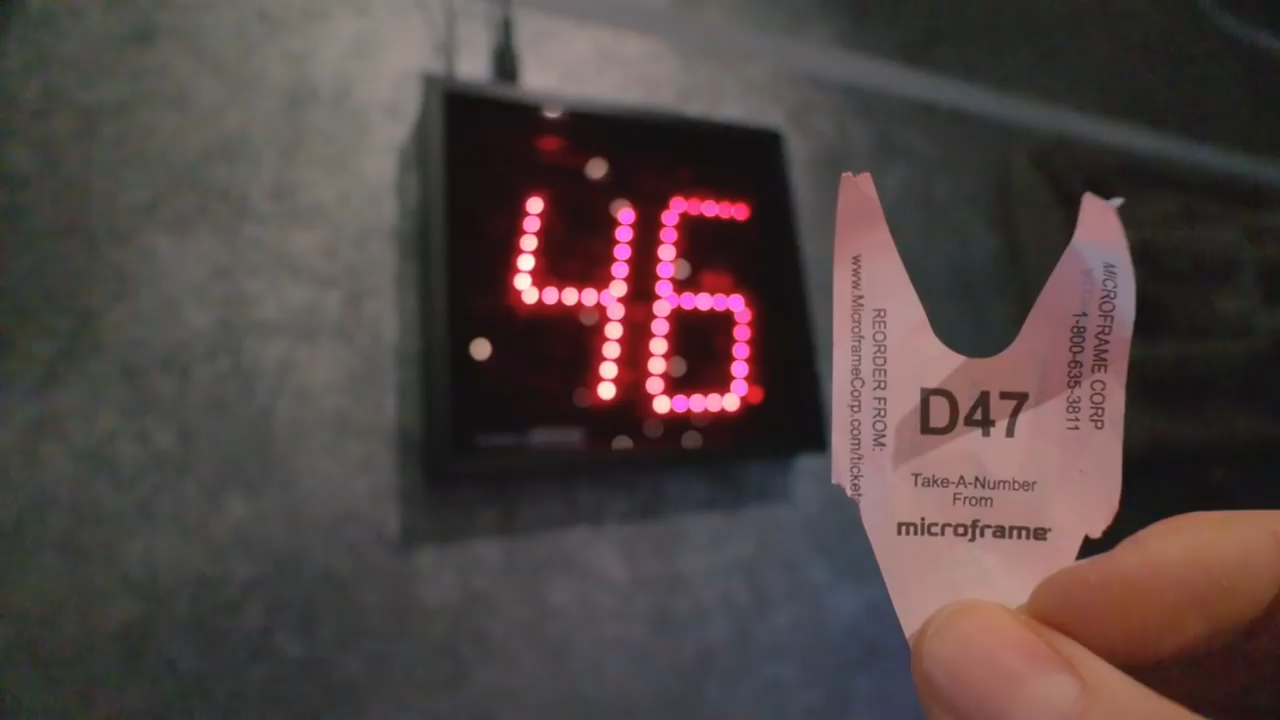 46
www.MicroframeCorp.com/ticket
REORDER FROM:
D47
Take-A-Number
From
microframe
MICROFRAME CORP
1-800-635-3811